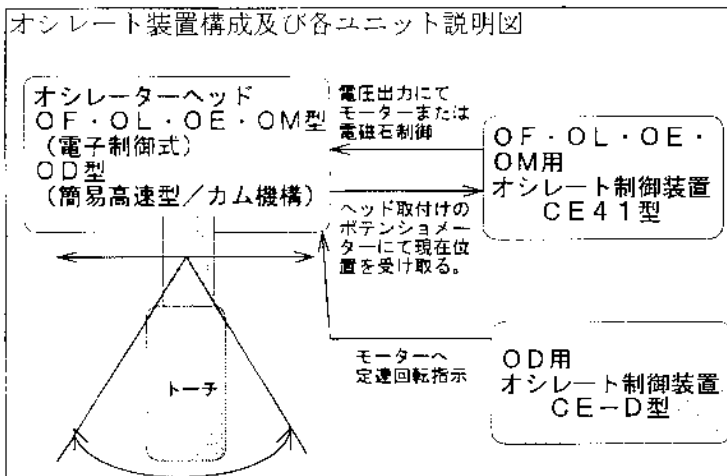 オシレート装置構成及び各ユニット説明図
オシレーターヘッド
OF・OL・OE・OM型
(電子制御式)
OD型
(簡易高速型/カム機構)
電圧出力にて
モーターまたは
電磁石制御
OF・OL・OE・
OM用
オシレート制御装置
CE41型
ヘッド取付けの
ポテンショメー
ターにて現在位
置を受け取る。
トーチ
モーターへ
定速回転指示
OD用
オシレート制御装置
CE-D型